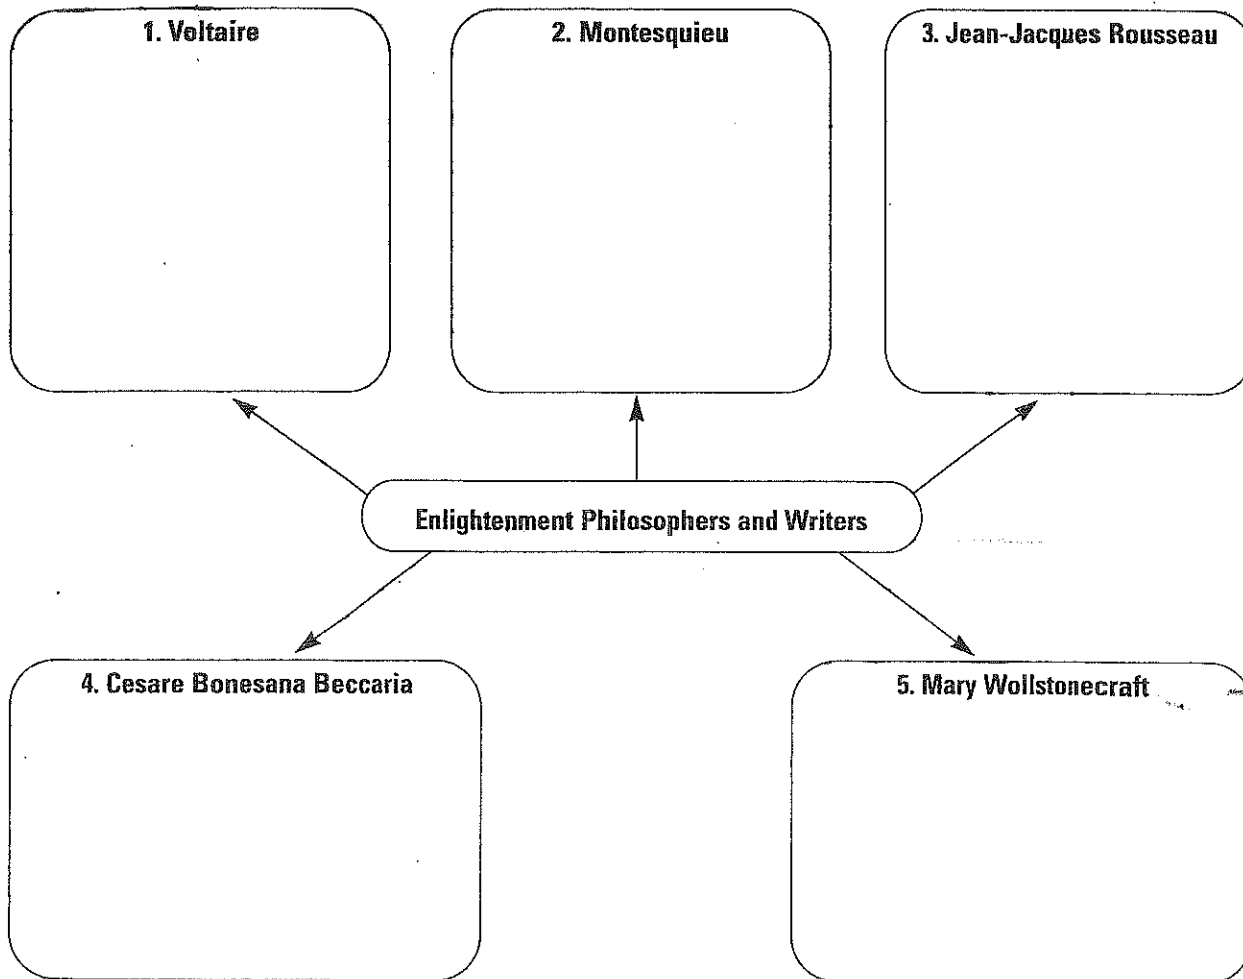 1. Voltaire
2. Montesquieu
3. Jean-Jacques Rousseau
Enlightenment Philosophers and Writers
4. Cesare Bonesana Beccaria
5. Mary Wollstonecraft